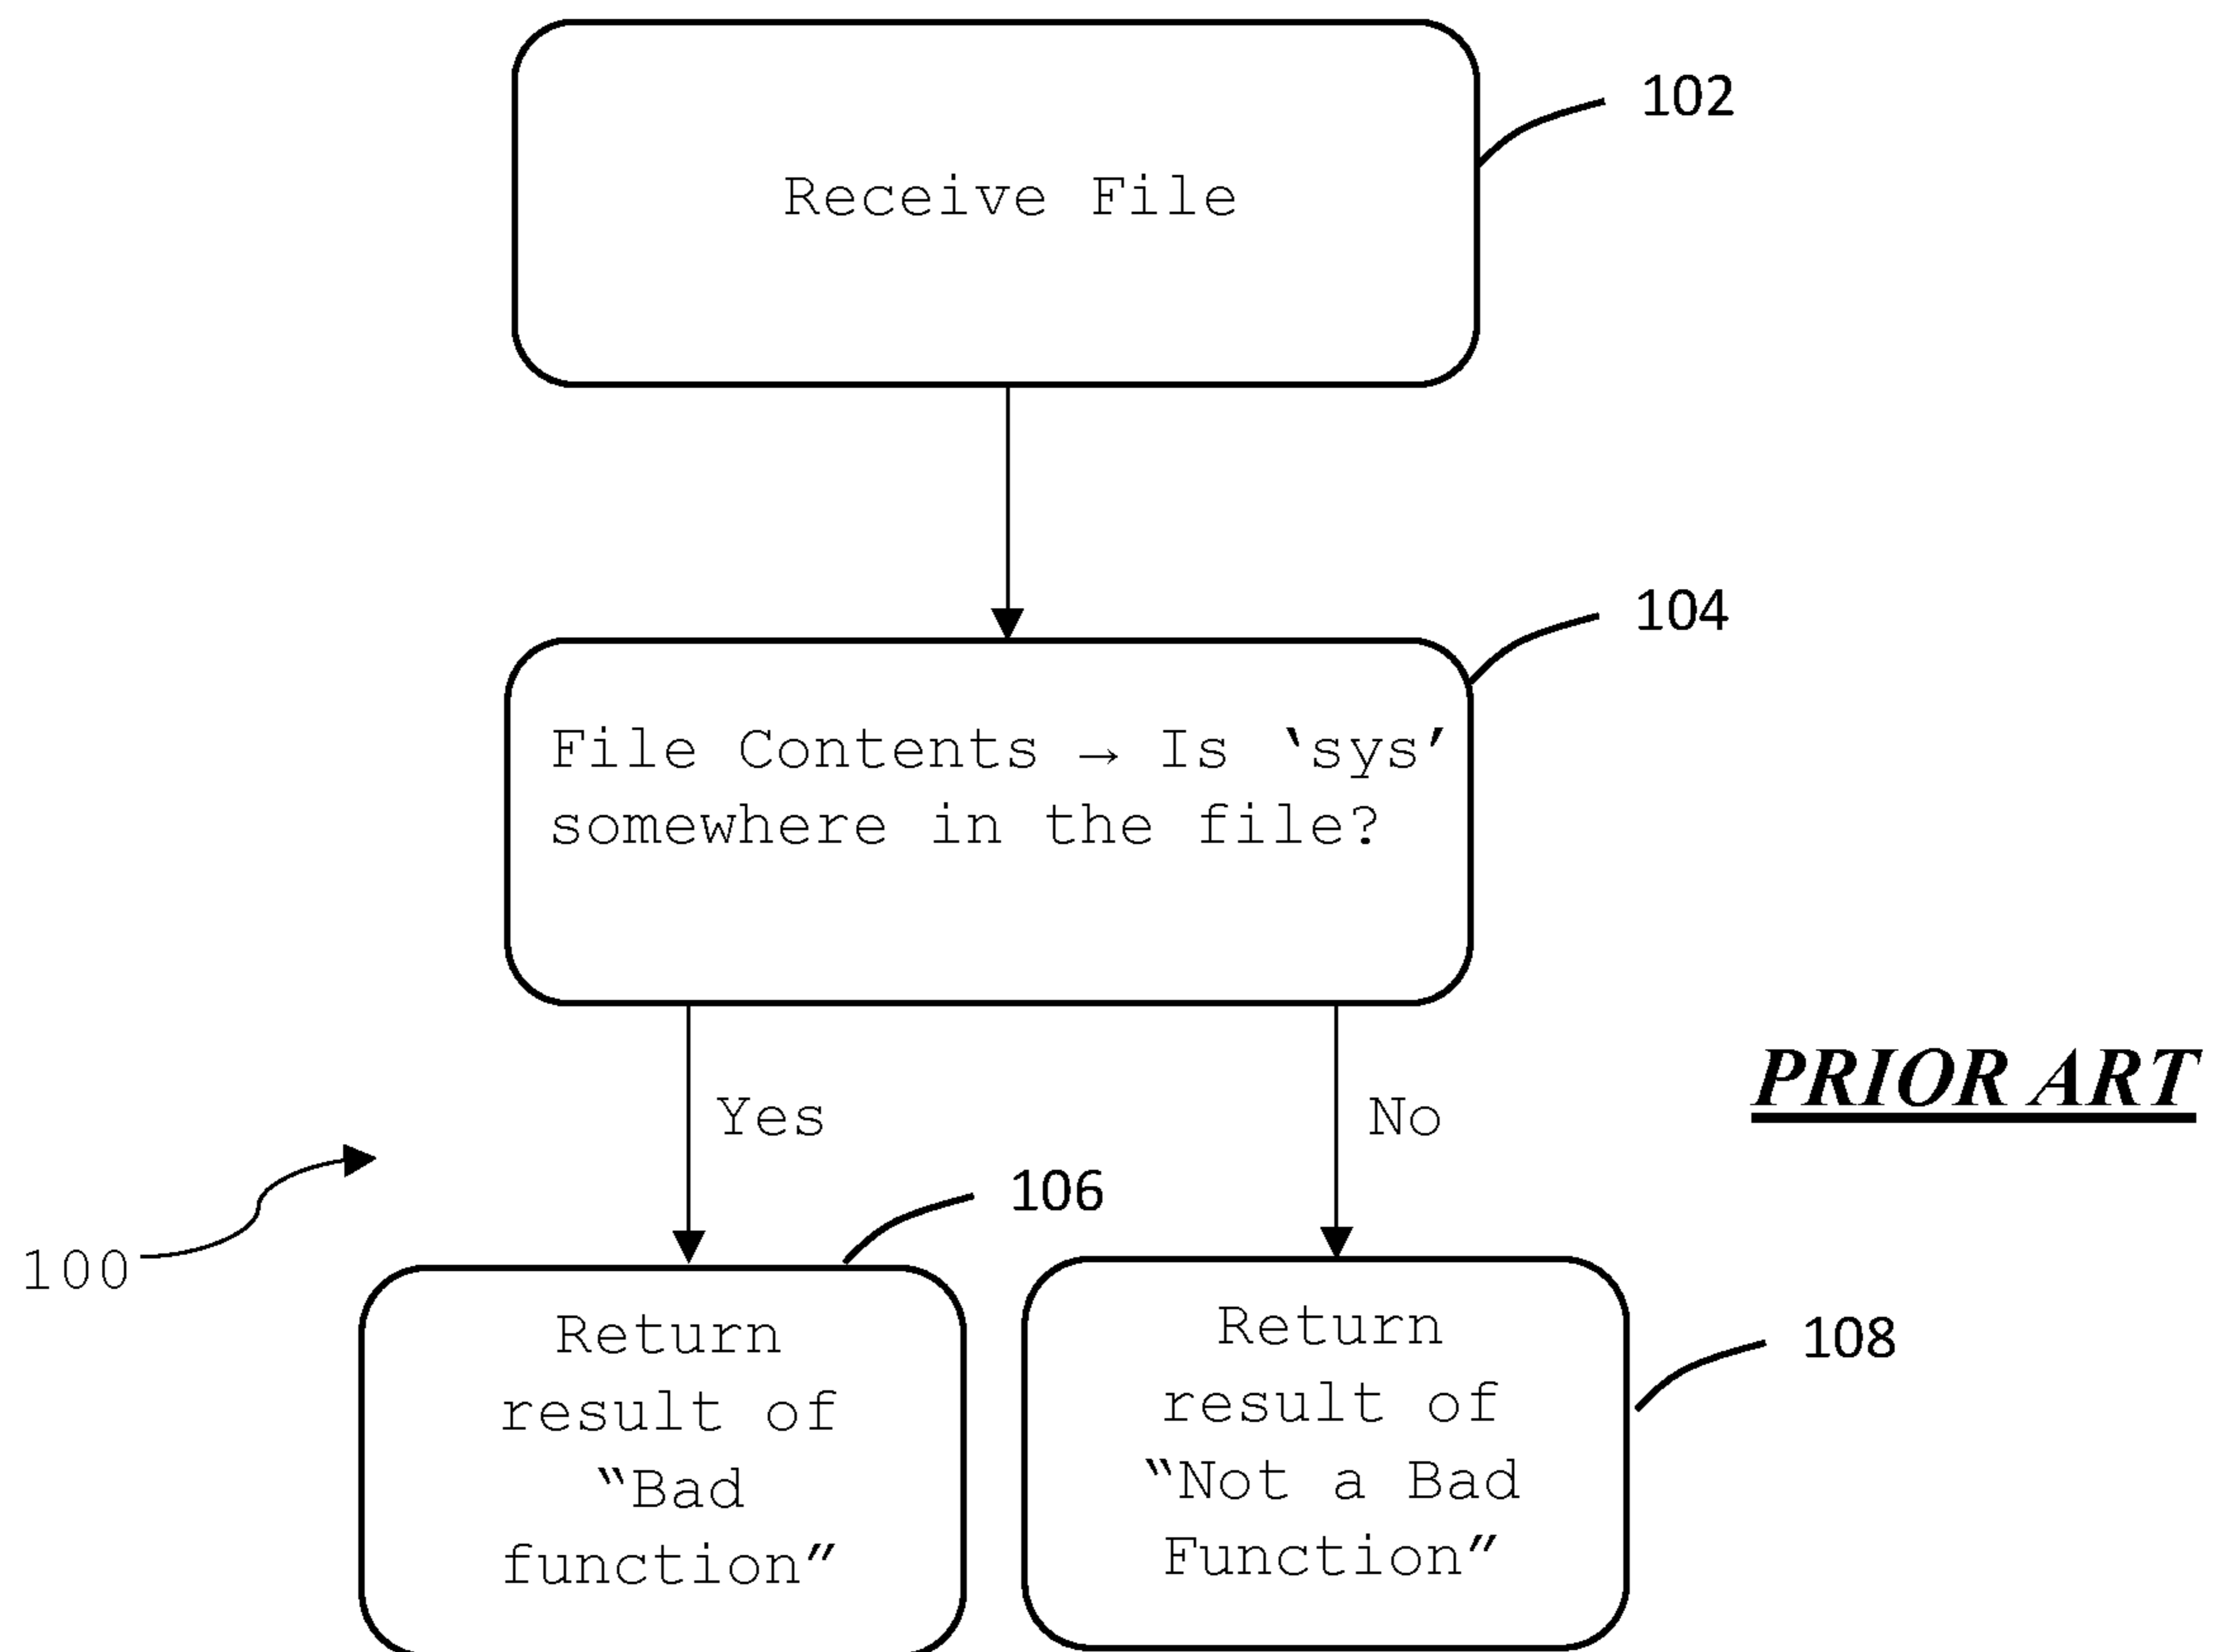 102
Receive File
104
File Contents → Is ‘sys’
somewhere in the file?
PRIOR ART
Yes
No
106
100
Return
result of
“Bad
function”
Return
result of
“Not a Bad
Function”
108